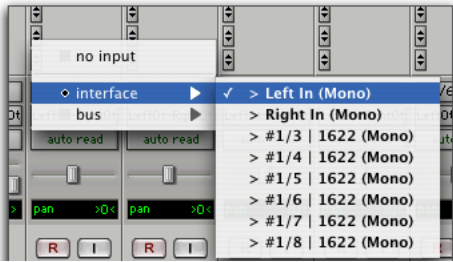 no input
interface
bus
✓ > Left In (Mono)
> Right In (Mono)
> #1/3 | 1622 (Mono)
> #1/4 | 1622 (Mono)
> #1/5 | 1622 (Mono)
> #1/6 | 1622 (Mono)
> #1/7 | 1622 (Mono)
> #1/8 | 1622 (Mono)
auto read
auto read
pan >0<
pan >0<
R I
R I